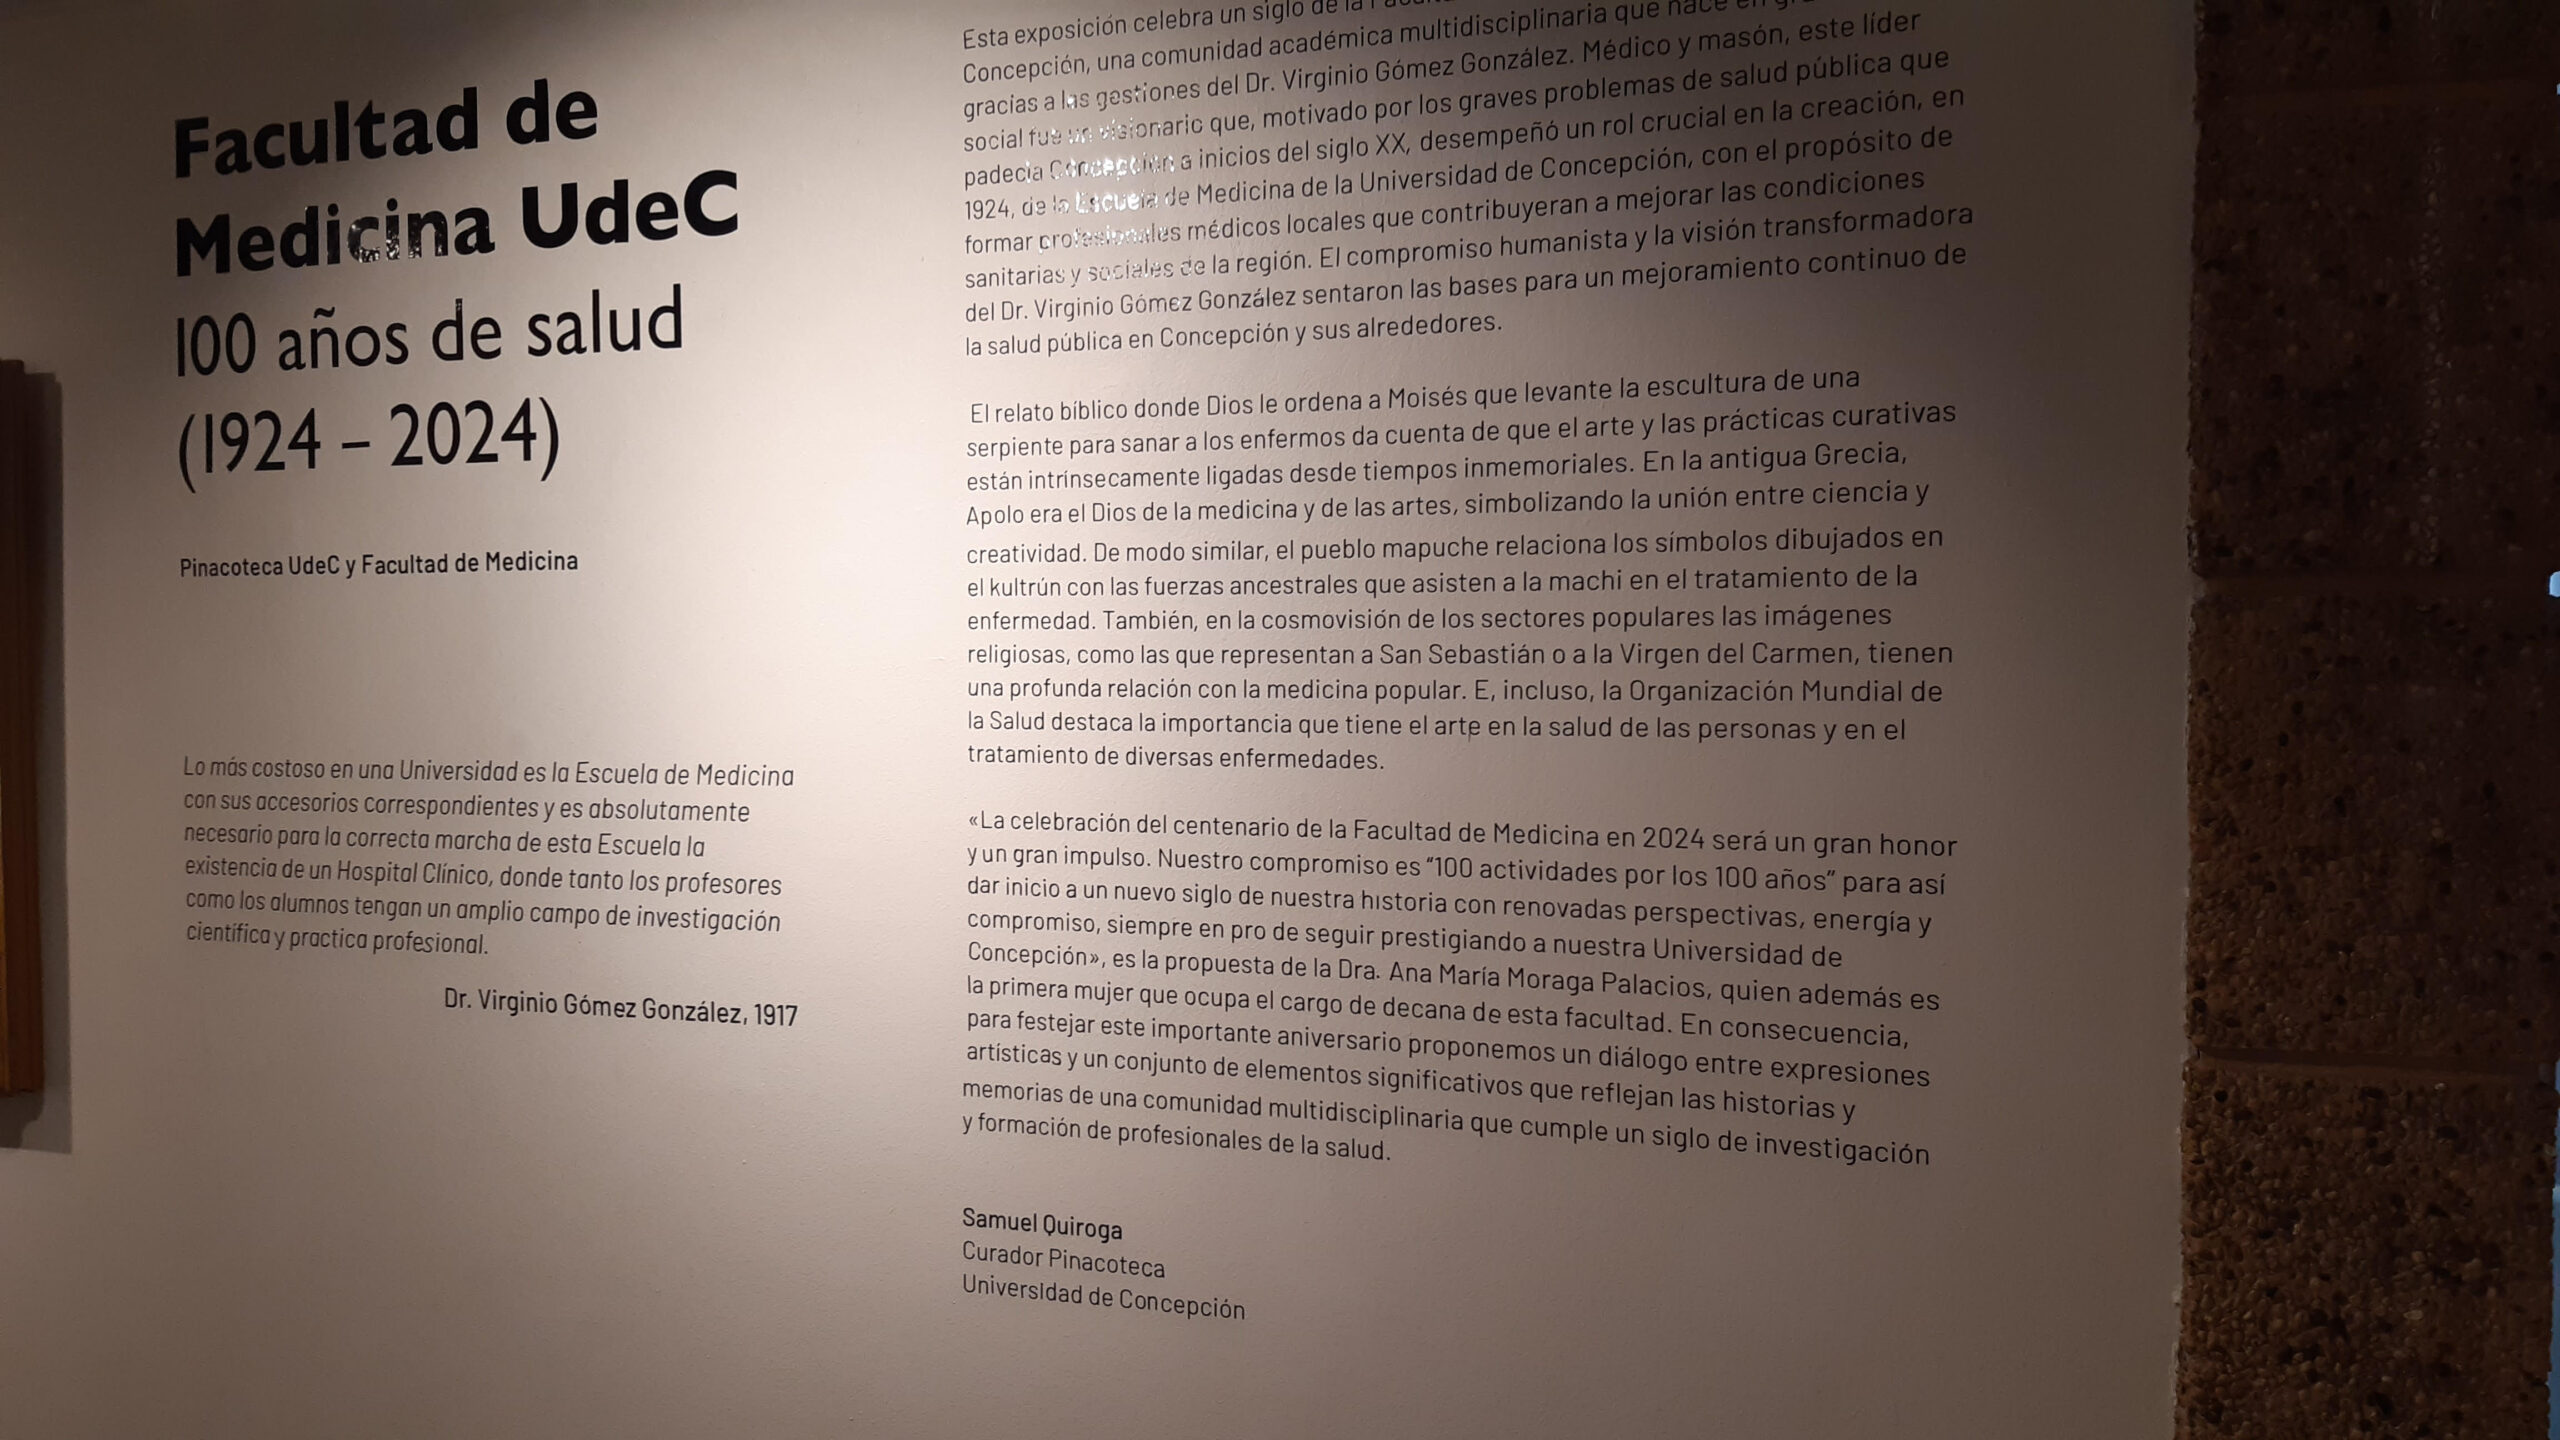 Facultad de
Medicina UdeC
100 años de salud
(1924 – 2024)
Pinacoteca UdeC y Facultad de Medicina
Lo más costoso en una Universidad es la Escuela de Medicina
con sus accesorios correspondientes y es absolutamente
necesario para la correcta marcha de esta Escuela la
existencia de un Hospital Clínico, donde tanto los profesores
como los alumnos tengan un amplio campo de investigación
científica y practica profesional.
Dr. Virginio Gómez González, 1917
Esta exposición celebra un siglo de la
Concepción, una comunidad académica multidisciplinaria que nace en
gracias a las gestiones del Dr. Virginio Gómez González. Médico y masón, este líder
social fue un visionario que, motivado por los graves problemas de salud pública que
padecía Concepción a inicios del siglo XX, desempeñó un rol crucial en la creación, en
1924, de la Escuela de Medicina de la Universidad de Concepción, con el propósito de
formar profesionales médicos locales que contribuyeran a mejorar las condiciones
sanitarias y sociales de la región. El compromiso humanista y la visión transformadora
del Dr. Virginio Gómez González sentaron las bases para un mejoramiento continuo de
la salud pública en Concepción y sus alrededores.
El relato bíblico donde Dios le ordena a Moisés que levante la escultura de una
serpiente para sanar a los enfermos da cuenta de que el arte y las prácticas curativas
están intrínsecamente ligadas desde tiempos inmemoriales. En la antigua Grecia,
Apolo era el Dios de la medicina y de las artes, simbolizando la unión entre ciencia y
creatividad. De modo similar, el pueblo mapuche relaciona los símbolos dibujados en
el kultrún con las fuerzas ancestrales que asisten a la machi en el tratamiento de la
enfermedad. También, en la cosmovisión de los sectores populares las imágenes
religiosas, como las que representan a San Sebastián o a la Virgen del Carmen, tienen
una profunda relación con la medicina popular. E, incluso, la Organización Mundial de
la Salud destaca la importancia que tiene el arte en la salud de las personas y en el
tratamiento de diversas enfermedades.
«La celebración del centenario de la Facultad de Medicina en 2024 será un gran honor
y un gran impulso. Nuestro compromiso es “100 actividades por los 100 años” para así
dar inicio a un nuevo siglo de nuestra historia con renovadas perspectivas, energía y
compromiso, siempre en pro de seguir prestigiando a nuestra Universidad de
Concepción», es la propuesta de la Dra. Ana María Moraga Palacios, quien además es
la primera mujer que ocupa el cargo de decana de esta facultad. En consecuencia,
para festejar este importante aniversario proponemos un diálogo entre expresiones
artísticas y un conjunto de elementos significativos que reflejan las historias y
memorias de una comunidad multidisciplinaria que cumple un siglo de investigación
y formación de profesionales de la salud.
Samuel Quiroga
Curador Pinacoteca
Universidad de Concepción